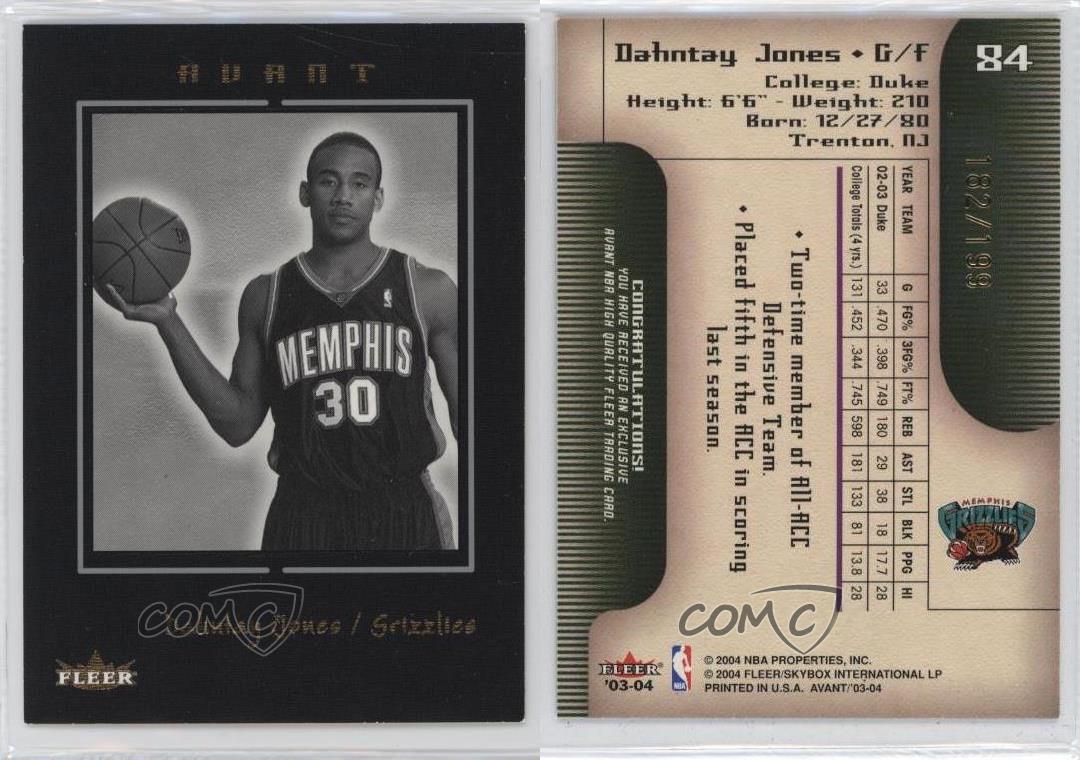 AVANT
MEMPHIS
30
Dahntay Jones / Grizzlies
COMC
FLEER
84
Dahntay Jones • G/F
College: Duke
Height: 6'6" - Weight: 210
Born: 12/27/80
Trenton, NJ
182/199
YEAR TEAM G FG% 3FG% FT% REB AST STL BLK PPG HI
02-03 Duke 33 .470 .398 .749 180 29 38 18 17.7 28
College Totals (4 yrs.) 131 .452 .344 .745 598 181 133 81 13.8 28
• Two-time member of All-ACC
Defensive Team.
• Placed fifth in the ACC in scoring
last season.
CONGRATULATIONS!
YOU HAVE RECEIVED AN EXCLUSIVE
AVANT NBA HIGH QUALITY FLEER TRADING CARD.
MEMPHIS
GRIZZLIES
COMC
FLEER
'03-04
NBA
© 2004 NBA PROPERTIES, INC.
© 2004 FLEER/SKYBOX INTERNATIONAL LP
PRINTED IN U.S.A. AVANT/'03-04